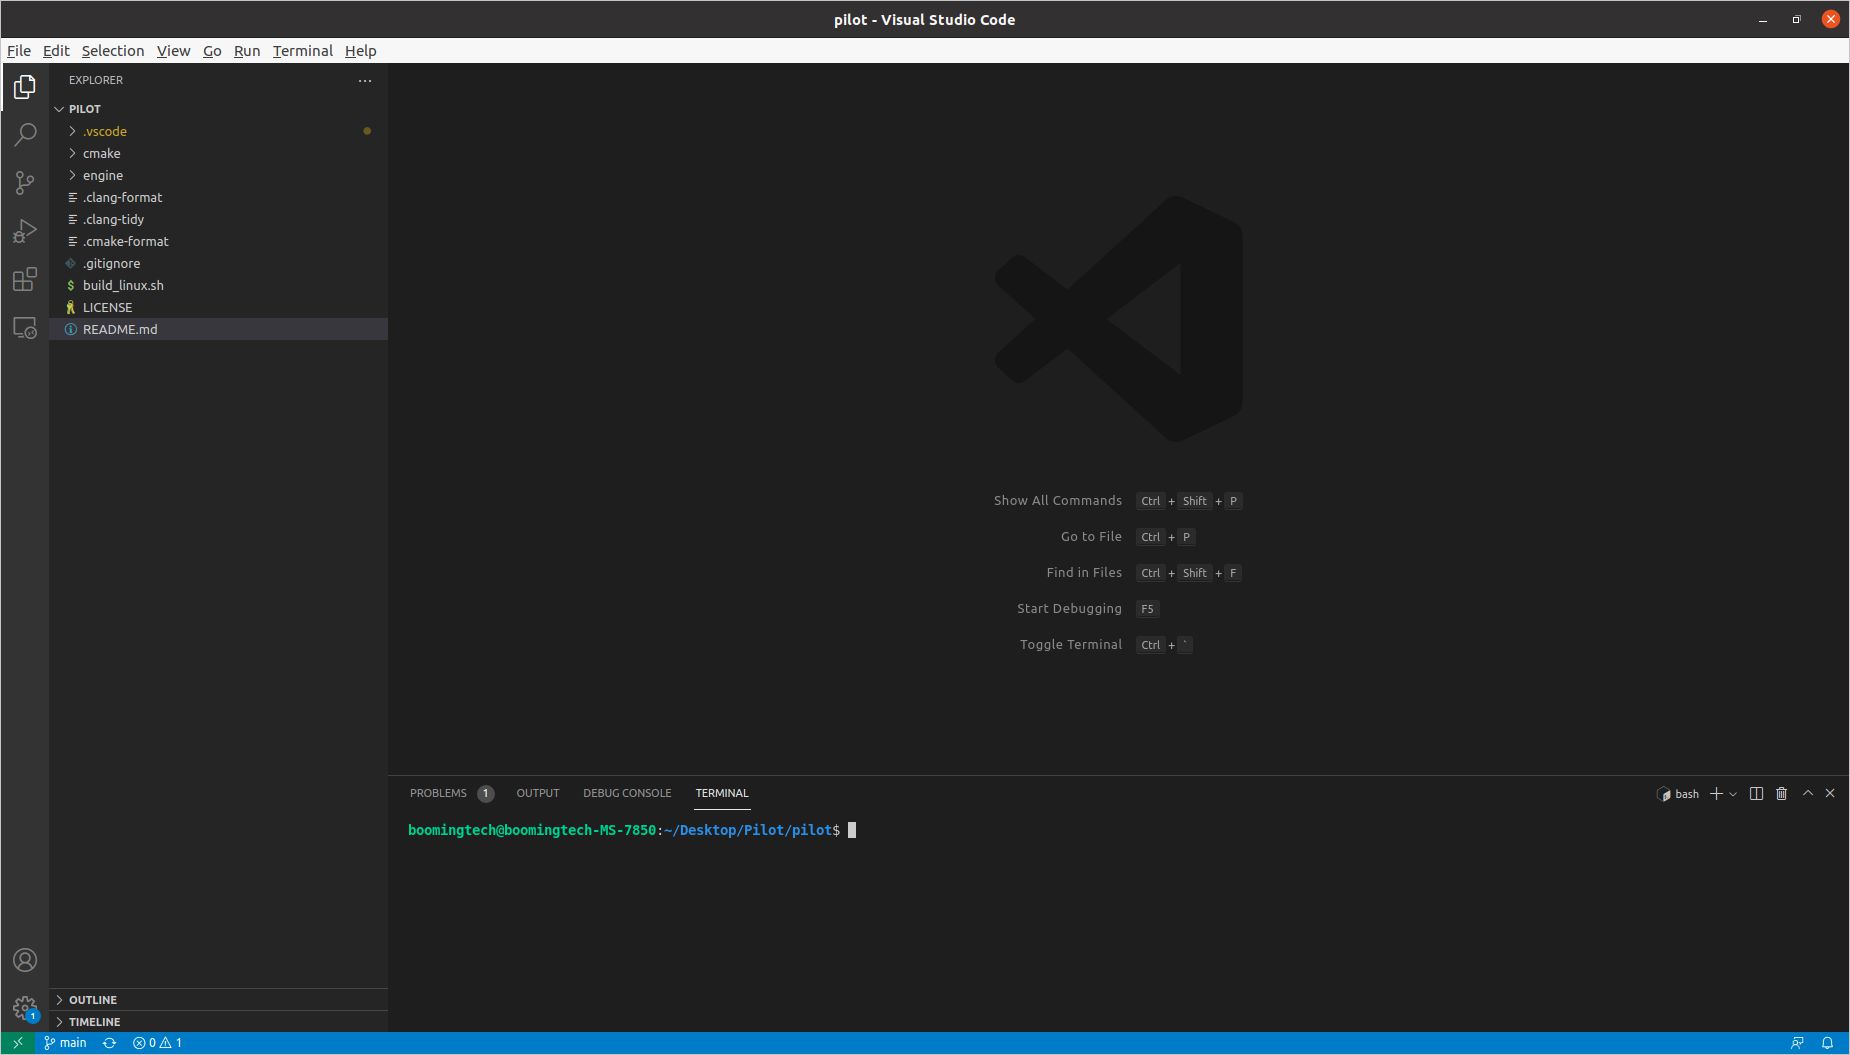 pilot - Visual Studio Code
File Edit Selection View Go Run Terminal Help
EXPLORER
PILOT
.vscode
cmake
engine
.clang-format
.clang-tidy
.cmake-format
.gitignore
$ build_linux.sh
LICENSE
README.md
Show All Commands Ctrl + Shift + P
Go to File Ctrl + P
Find in Files Ctrl + Shift + F
Start Debugging F5
Toggle Terminal Ctrl + `
PROBLEMS 1 OUTPUT DEBUG CONSOLE TERMINAL bash
boomingtech@boomingtech-MS-7850:~/Desktop/Pilot/pilot$
OUTLINE
1
TIMELINE
main 0 1